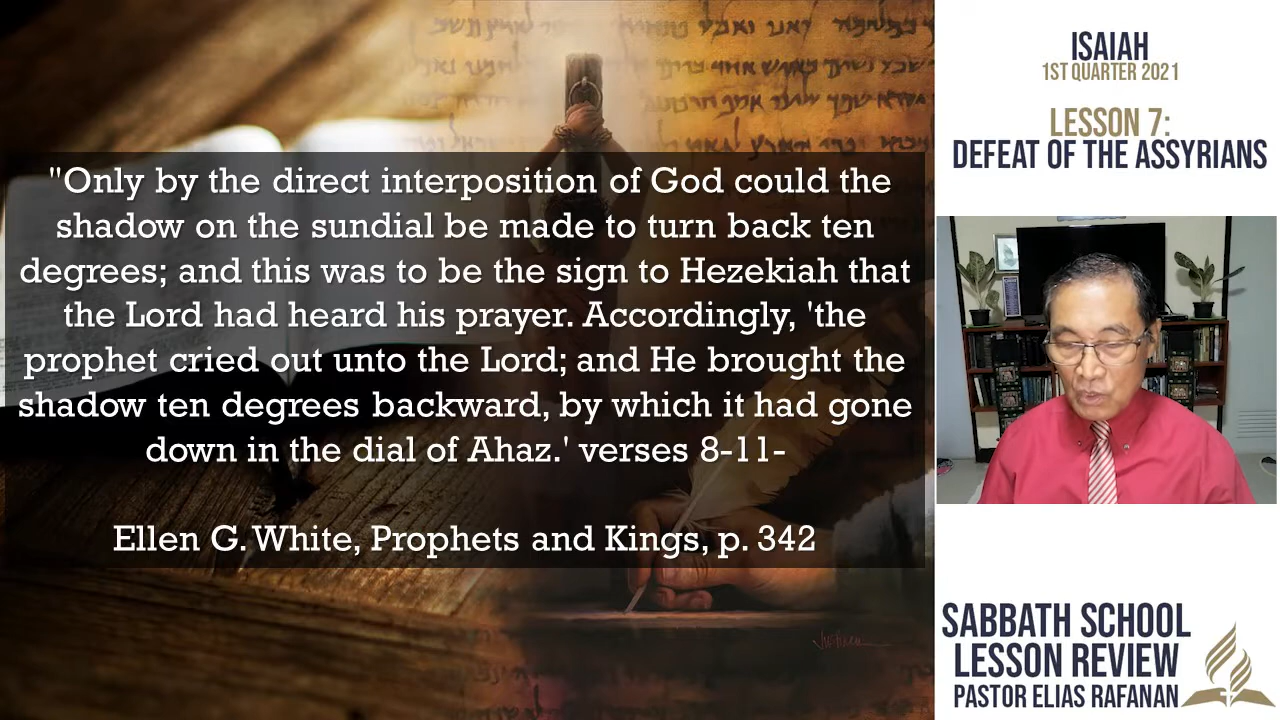 "Only by the direct interposition of God could the
shadow on the sundial be made to turn back ten
degrees; and this was to be the sign to Hezekiah that
the Lord had heard his prayer. Accordingly, 'the
prophet cried out unto the Lord; and He brought the
shadow ten degrees backward, by which it had gone
down in the dial of Ahaz.' verses 8-11-
Ellen G. White, Prophets and Kings, p. 342
ISAIAH
1ST QUARTER 2021
LESSON 7:
DEFEAT OF THE ASSYRIANS
SABBATH SCHOOL
LESSON REVIEW
PASTOR ELIAS RAFANAN